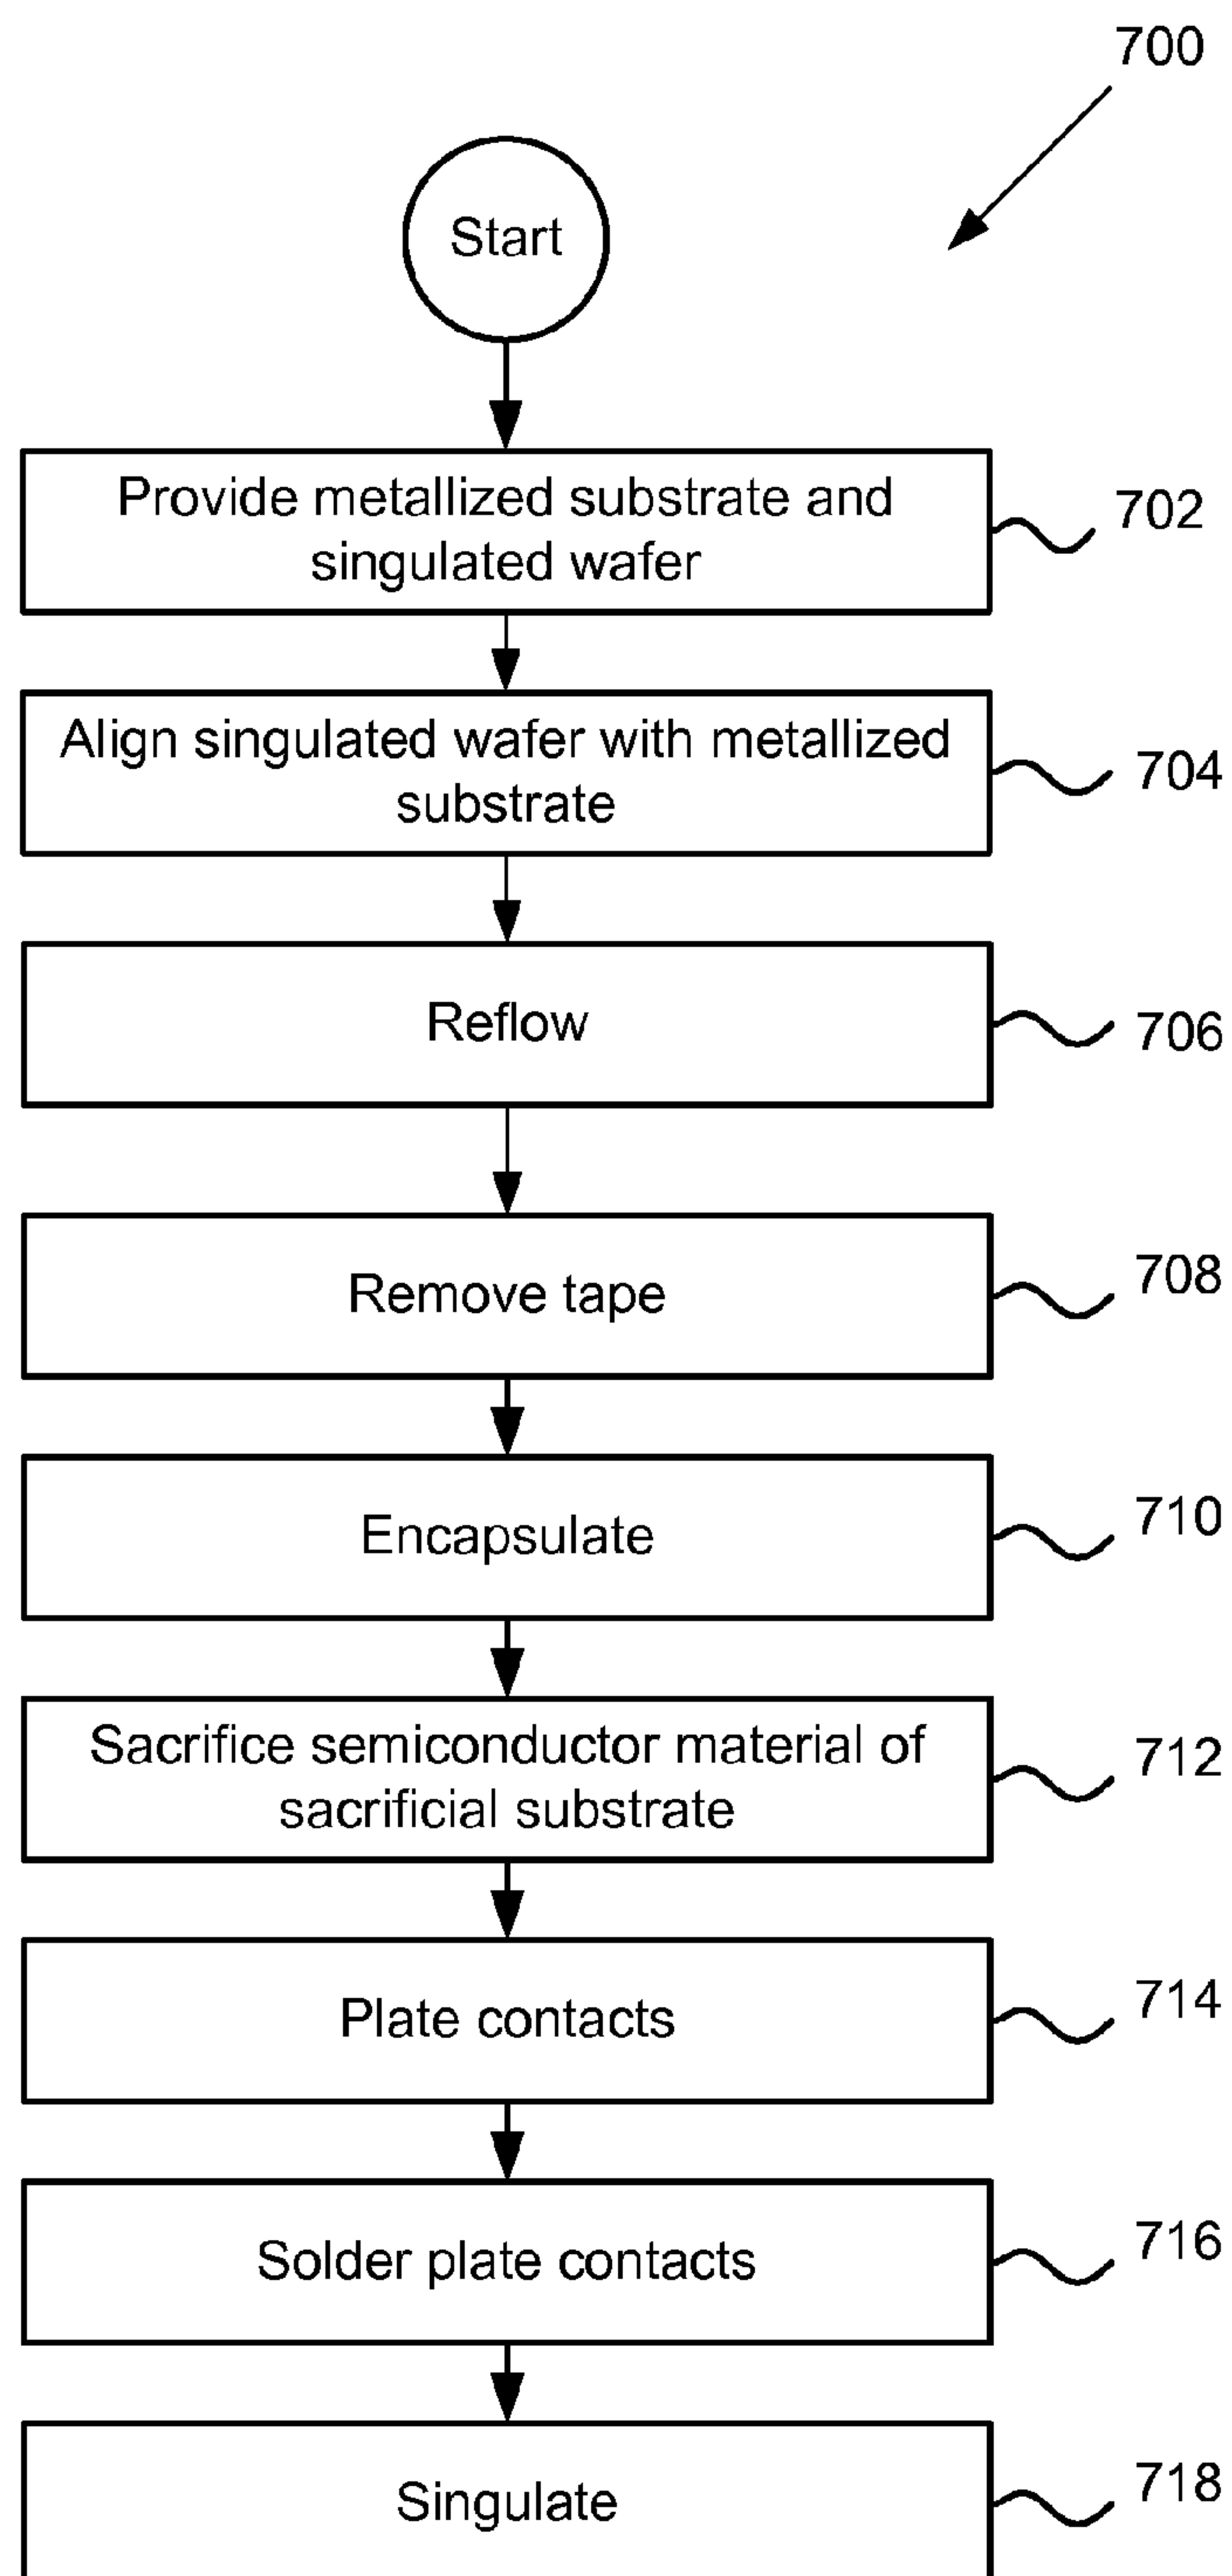 700
Start
Provide metallized substrate and
singulated wafer
702
Align singulated wafer with metallized
substrate
704
Reflow
706
Remove tape
708
Encapsulate
710
Sacrifice semiconductor material of
sacrificial substrate
712
Plate contacts
714
Solder plate contacts
716
Singulate
718